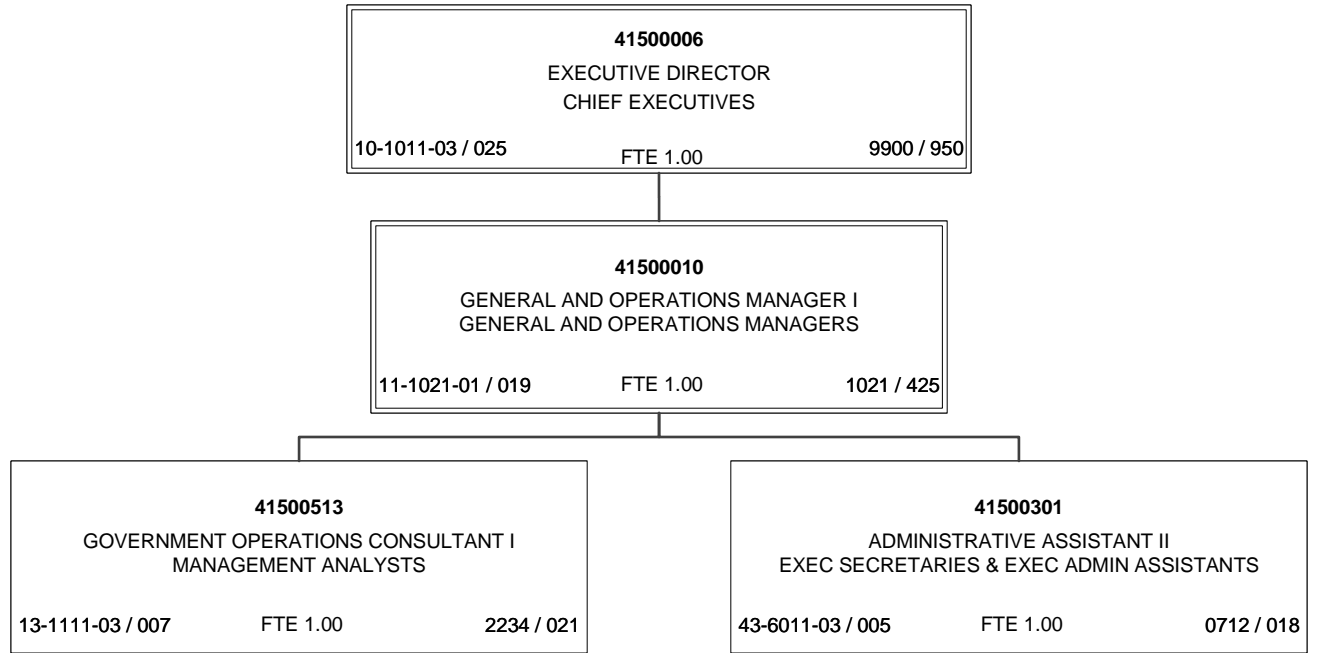 41500006
EXECUTIVE DIRECTOR
CHIEF EXECUTIVES
10-1011-03 / 025 FTE 1.00 9900 / 950
41500010
GENERAL AND OPERATIONS MANAGER I
GENERAL AND OPERATIONS MANAGERS
11-1021-01 / 019 FTE 1.00 1021 / 425
41500513
GOVERNMENT OPERATIONS CONSULTANT I
MANAGEMENT ANALYSTS
13-1111-03 / 007 FTE 1.00 2234 / 021
41500301
ADMINISTRATIVE ASSISTANT II
EXEC SECRETARIES & EXEC ADMIN ASSISTANTS
43-6011-03 / 005 FTE 1.00 0712 / 018